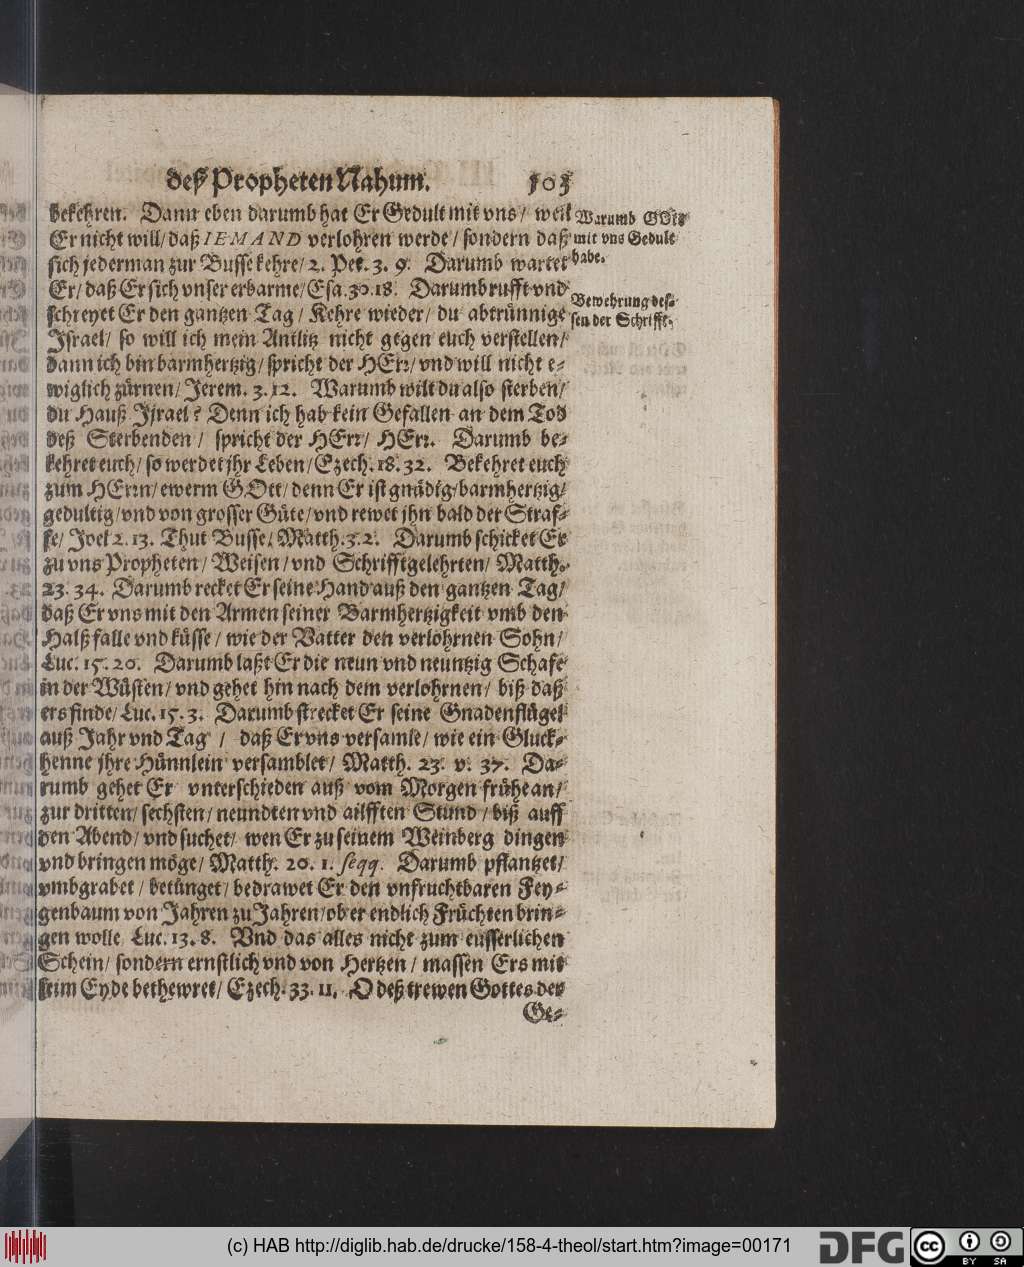 deß Propheten Nahum. 103
bekehren. Dann eben darumb hat Er Gedult mit vns / weil
Er nicht will / daß IEMAND verlohren werde / sondern daß
sich jederman zur Busse kehre / 2. Pet. 3. 9. Darumb wartet
Er / daß Er sich vnser erbarme / Esa. 30. 18. Darumb rufft vnd
schreyet Er den gantzen Tag / Kehre wieder / du abtrünnige
Israel / so will ich mein Antlitz nicht gegen euch verstellen /
dann ich bin barmhertzig / spricht der HErr / vnd will nicht e-
wiglich zürnen / Jerem. 3. 12. Warumb wilt du also sterben /
du Hauß Israel? Denn ich hab kein Gefallen an dem Tod
deß Sterbenden / spricht der HErr / HErr. Darumb be-
kehret euch / so werdet jhr Leben / Ezech. 18. 32. Bekehret euch
zum HErrn / ewerm GOtt / denn Er ist gnädig / barmhertzig /
gedultig / vnd von grosser Güte / vnd rewet jhn bald der Straf-
fe / Joel 2. 13. Thut Busse / Matth. 3. 2. Darumb schicket Er
zu vns Propheten / Weisen / vnd Schrifftgelehrten / Matth.
23. 34. Darumb recket Er seine Hand auß den gantzen Tag /
daß Er vns mit den Armen seiner Barmhertzigkeit vmb den
Halß falle vnd küsse / wie der Vatter den verlohrnen Sohn /
Luc. 15. 20. Darumb laßt Er die neun vnd neuntzig Schafe
in der Wüsten / vnd gehet hin nach dem verlohrnen / biß daß
ers finde / Luc. 15. 3. Darumb strecket Er seine Gnadenflügel
auß Jahr vnd Tag / daß Er vns versamle / wie ein Gluck-
henne jhre Hünnlein versamblet / Matth. 23. v. 37. Da-
rumb gehet Er vnterschieden auß vom Morgen frühe an /
zur dritten / sechsten / neundten vnd ailfften Stund / biß auff
den Abend / vnd suchet / wen Er zu seinem Weinberg dingen
vnd bringen möge / Matth. 20. 1. seqq. Darumb pflantzet /
vmbgrabet / betünget / bedrawet Er den vnfruchtbaren Fey-
genbaum von Jahren zu Jahren / ob er endlich Früchten brin-
gen wolle Luc. 13. 8. Vnd das alles nicht zum eusserlichen
Schein / sondern ernstlich vnd von Hertzen / massen Ers mit
seim Eyde bethewret / Ezech. 33. 11. O deß trewen Gottes der
Ge-
Warumb GOtt
mit vns Gedult
habe.
Bewehrung des-
sen der Schrifft.
(c) HAB http://diglib.hab.de/drucke/158-4-theol/start.htm?image=00171
DFG
cc BY SA